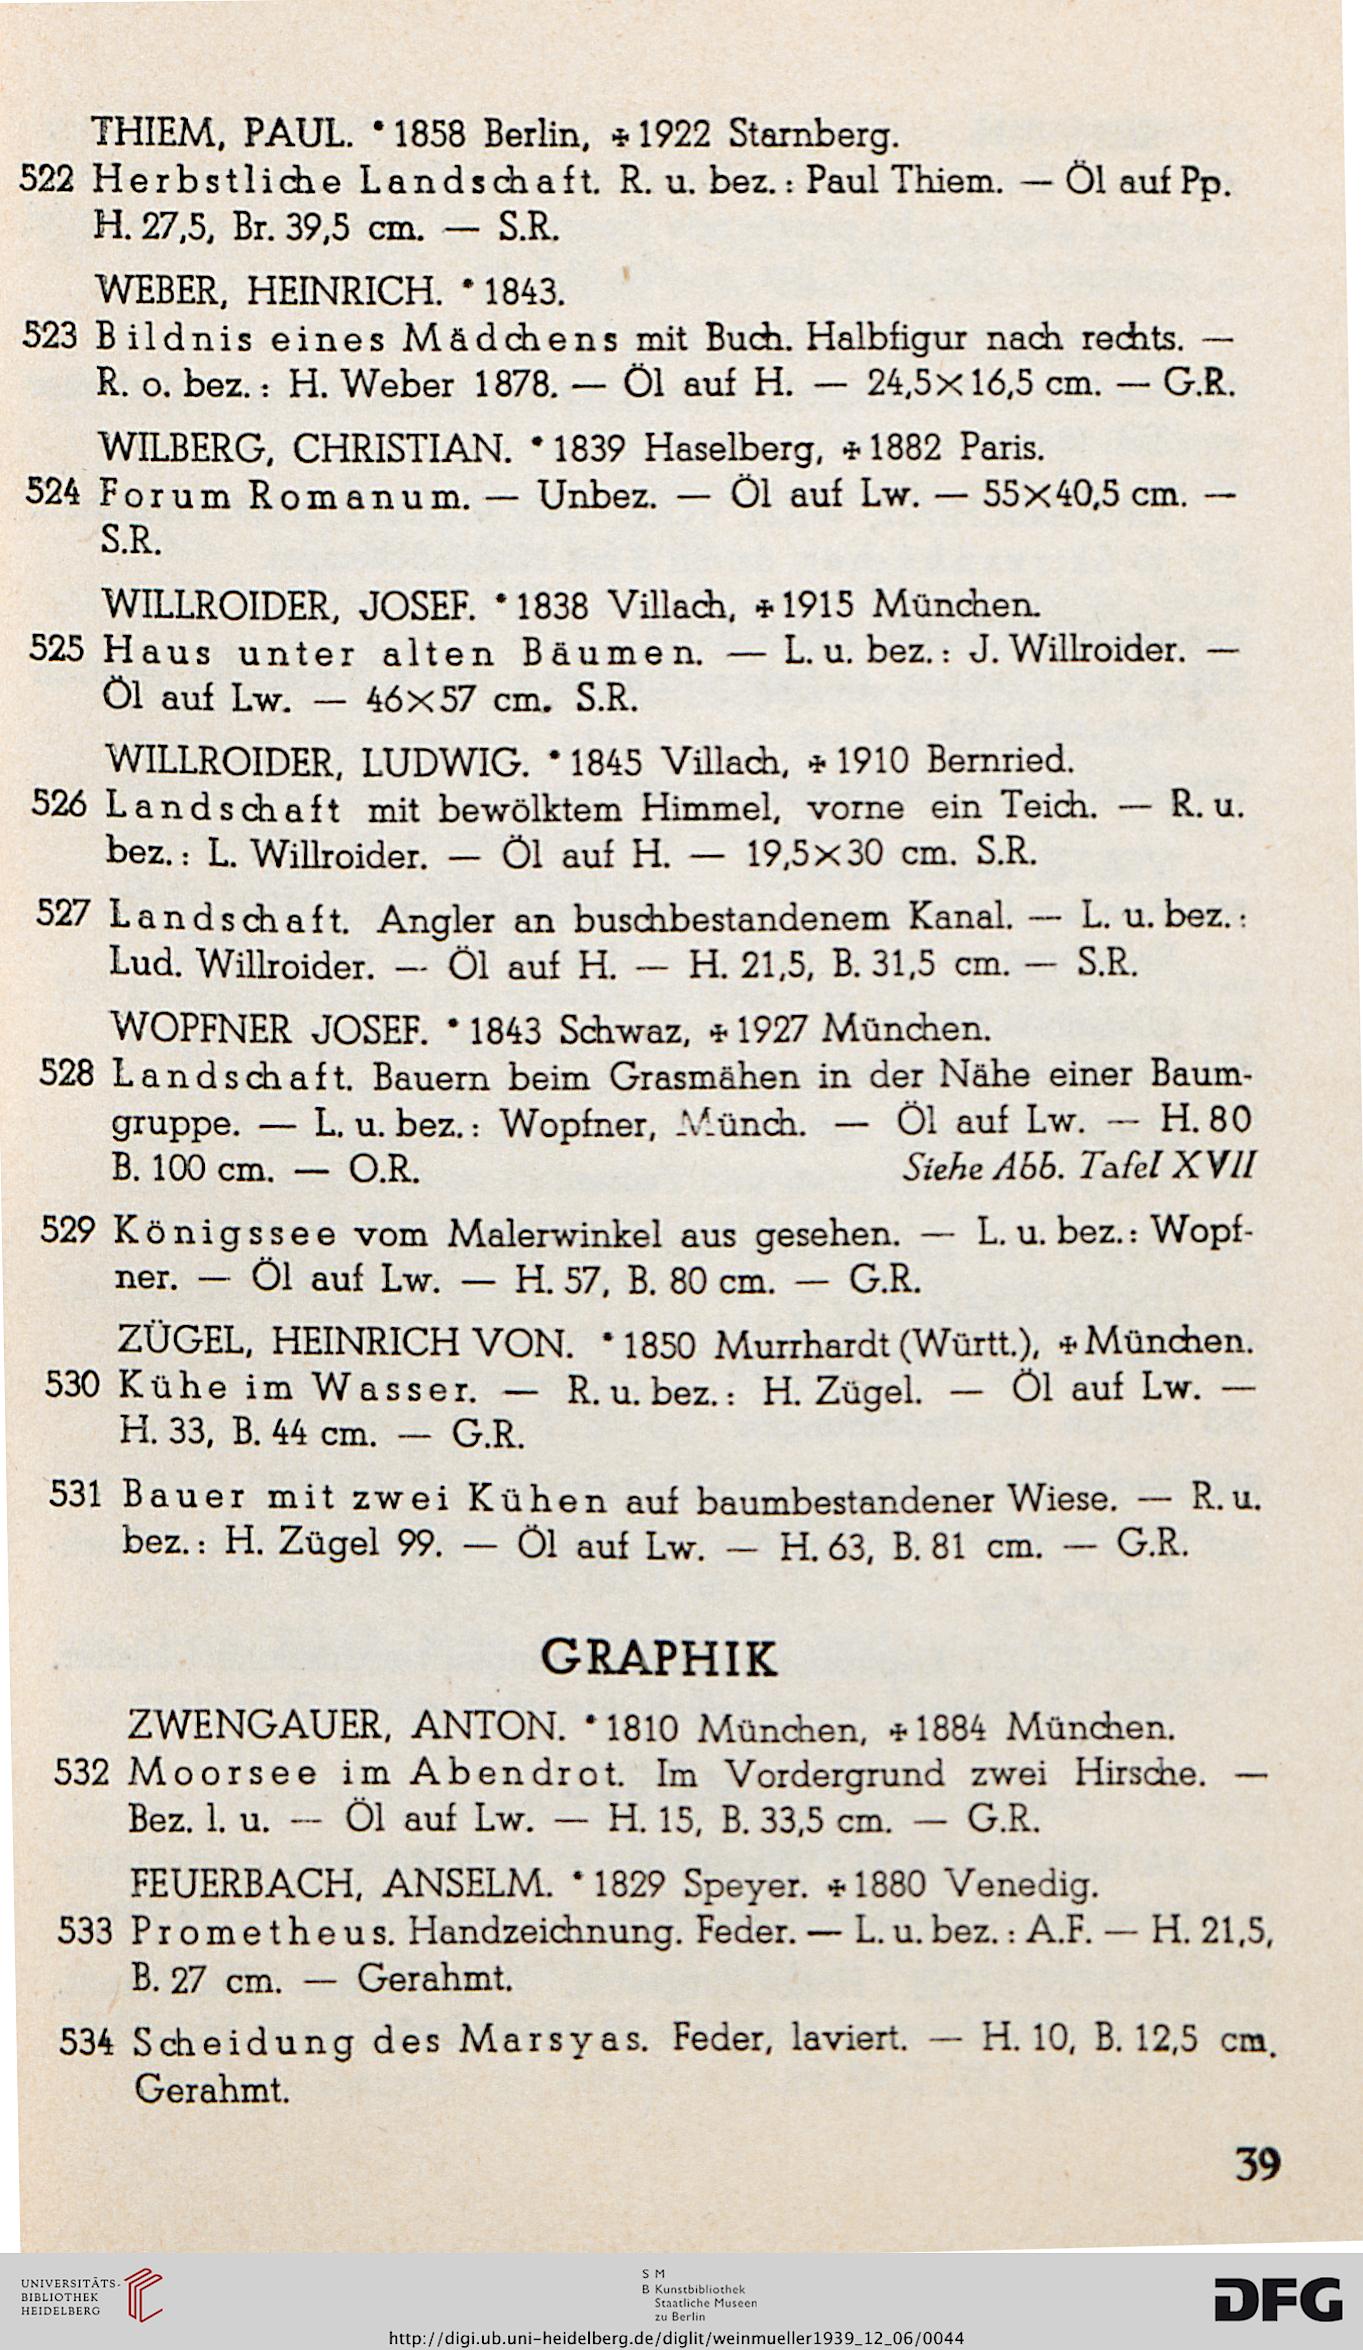 THIEM, PAUL. *1858 Berlin, ✠1922 Starnberg.
522 Herbstliche Landschaft. R. u. bez.: Paul Thiem. — Öl auf Pp.
H. 27,5, Br. 39,5 cm. — S.R.
WEBER, HEINRICH. *1843.
523 Bildnis eines Mädchens mit Buch. Halbfigur nach rechts. —
R. o. bez.: H. Weber 1878. — Öl auf H. — 24,5×16,5 cm. — G.R.
WILBERG, CHRISTIAN. *1839 Haselberg, ✠1882 Paris.
524 Forum Romanum. — Unbez. — Öl auf Lw. — 55×40,5 cm. —
S.R.
WILLROIDER, JOSEF. *1838 Villach, ✠1915 München.
525 Haus unter alten Bäumen. — L. u. bez.: J. Willroider. —
Öl auf Lw. — 46×57 cm. S.R.
WILLROIDER, LUDWIG. *1845 Villach, ✠1910 Bernried.
526 Landschaft mit bewölktem Himmel, vorne ein Teich. — R. u.
bez.: L. Willroider. — Öl auf H. — 19,5×30 cm. S.R.
527 Landschaft. Angler an buschbestandenem Kanal. — L. u. bez.:
Lud. Willroider. — Öl auf H. — H. 21,5, B. 31,5 cm. — S.R.
WOPFNER JOSEF. *1843 Schwaz, ✠1927 München.
528 Landschaft. Bauern beim Grasmähen in der Nähe einer Baum-
gruppe. — L. u. bez.: Wopfner, Münch. — Öl auf Lw. — H. 80
B. 100 cm. — O.R. Siehe Abb. Tafel XVII
529 Königssee vom Malerwinkel aus gesehen. — L. u. bez.: Wopf-
ner. — Öl auf Lw. — H. 57, B. 80 cm. — G.R.
ZÜGEL, HEINRICH VON. *1850 Murrhardt (Württ.), ✠München.
530 Kühe im Wasser. — R. u. bez.: H. Zügel. — Öl auf Lw. —
H. 33, B. 44 cm. — G.R.
531 Bauer mit zwei Kühen auf baumbestandener Wiese. — R. u.
bez.: H. Zügel 99. — Öl auf Lw. — H. 63, B. 81 cm. — G.R.
GRAPHIK
ZWENGAUER, ANTON. *1810 München, ✠1884 München.
532 Moorsee im Abendrot. Im Vordergrund zwei Hirsche. —
Bez. l. u. — Öl auf Lw. — H. 15, B. 33,5 cm. — G.R.
FEUERBACH, ANSELM. *1829 Speyer. ✠1880 Venedig.
533 Prometheus. Handzeichnung. Feder. — L. u. bez.: A.F. — H. 21,5,
B. 27 cm. — Gerahmt.
534 Scheidung des Marsyas. Feder, laviert. — H. 10, B. 12,5 cm.
Gerahmt.
39
UNIVERSITÄTS-
BIBLIOTHEK
HEIDELBERG
S M
B Kunstbibliothek
Staatliche Museen
zu Berlin
DFG
http://digi.ub.uni-heidelberg.de/diglit/weinmueller1939_12_06/0044